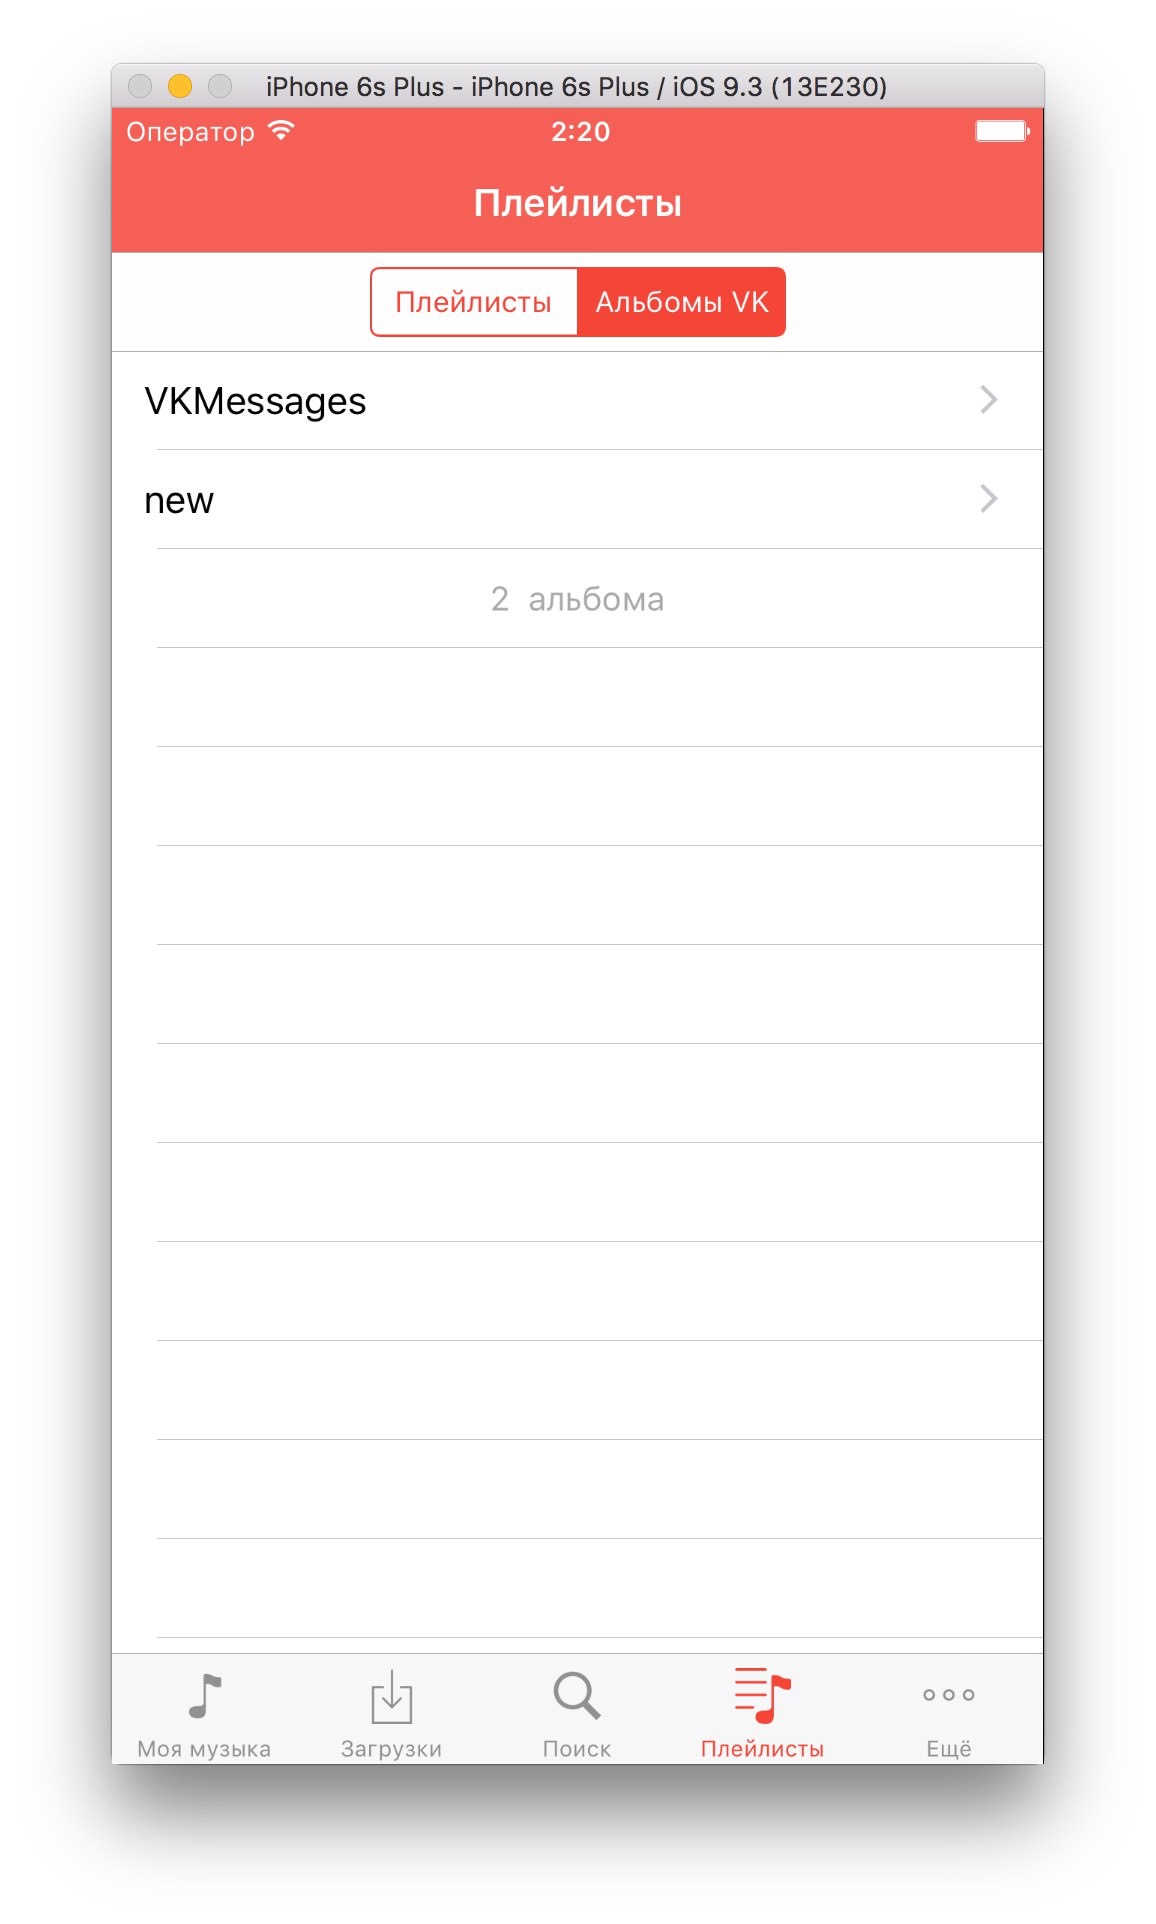 iPhone 6s Plus - iPhone 6s Plus / iOS 9.3 (13E230)
Оператор 2:20
Плейлисты
Плейлисты Альбомы VK
VKMessages
new
2 альбома
Моя музыка Загрузки Поиск Плейлисты Ещё